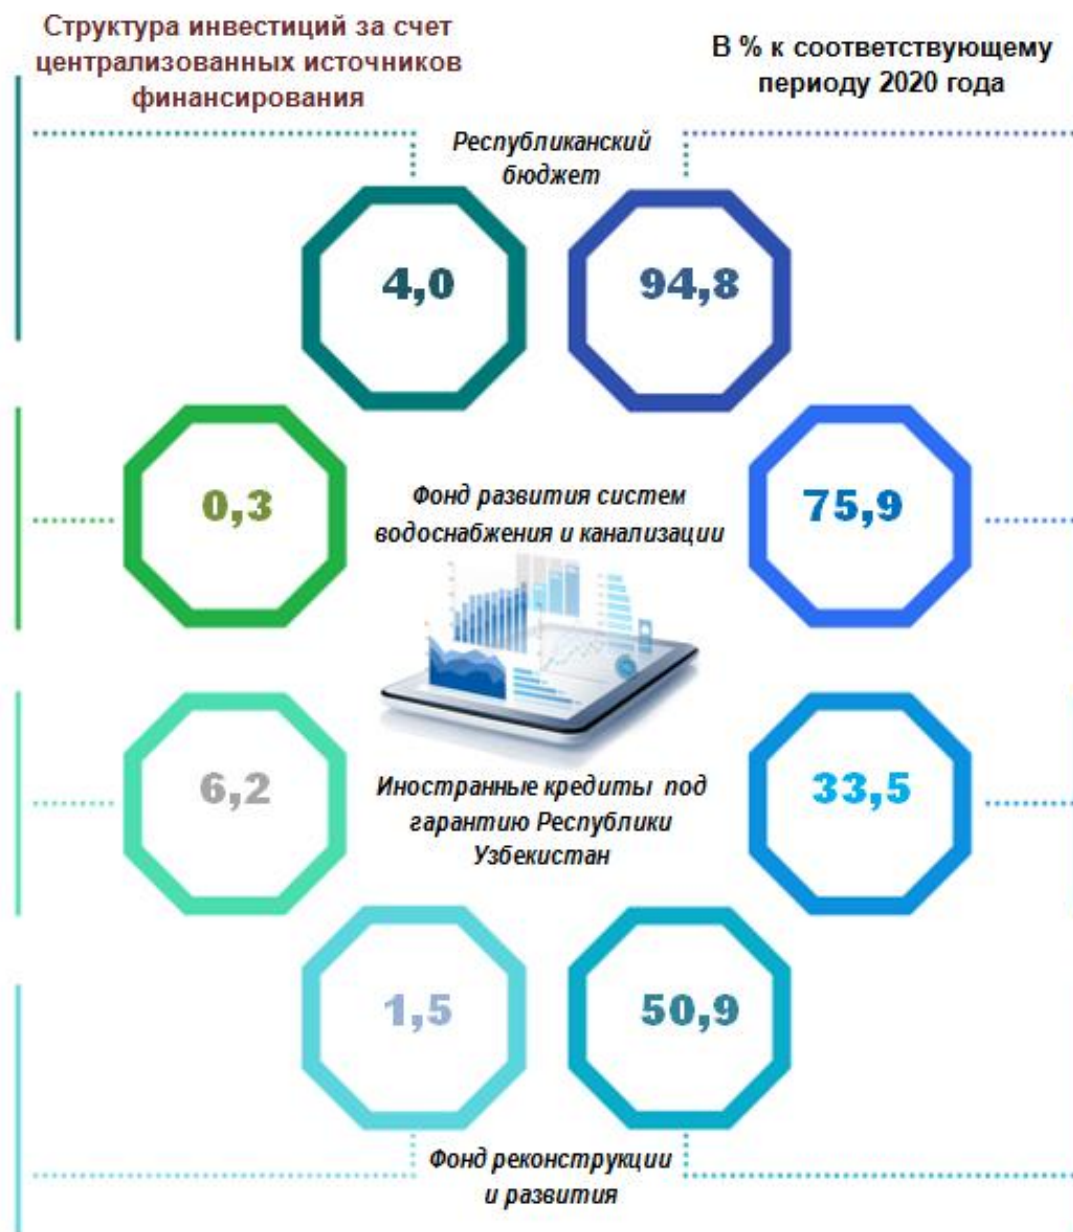 Структура инвестиций за счет
централизованных источников
финансирования
В % к соответствующему
периоду 2020 года
Республиканский
бюджет
4,0
94,8
0,3
Фонд развития систем
водоснабжения и канализации
75,9
6,2
Иностранные кредиты под
гарантию Республики
Узбекистан
33,5
1,5
50,9
Фонд реконструкции
и развития